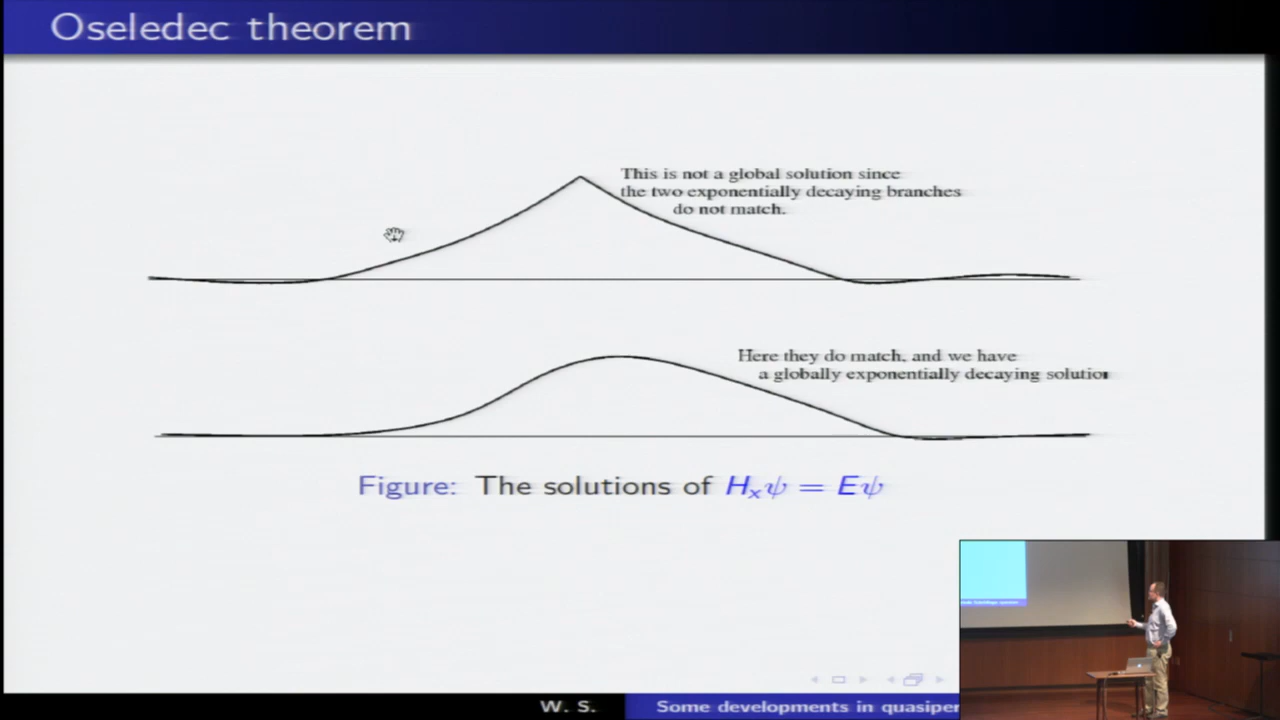 Oseledec theorem
This is not a global solution since
the two exponentially decaying branches
do not match.
Here they do match, and we have
a globally exponentially decaying solution
Figure: The solutions of Hₓψ = Eψ
W. S.
Some developments in quasiper